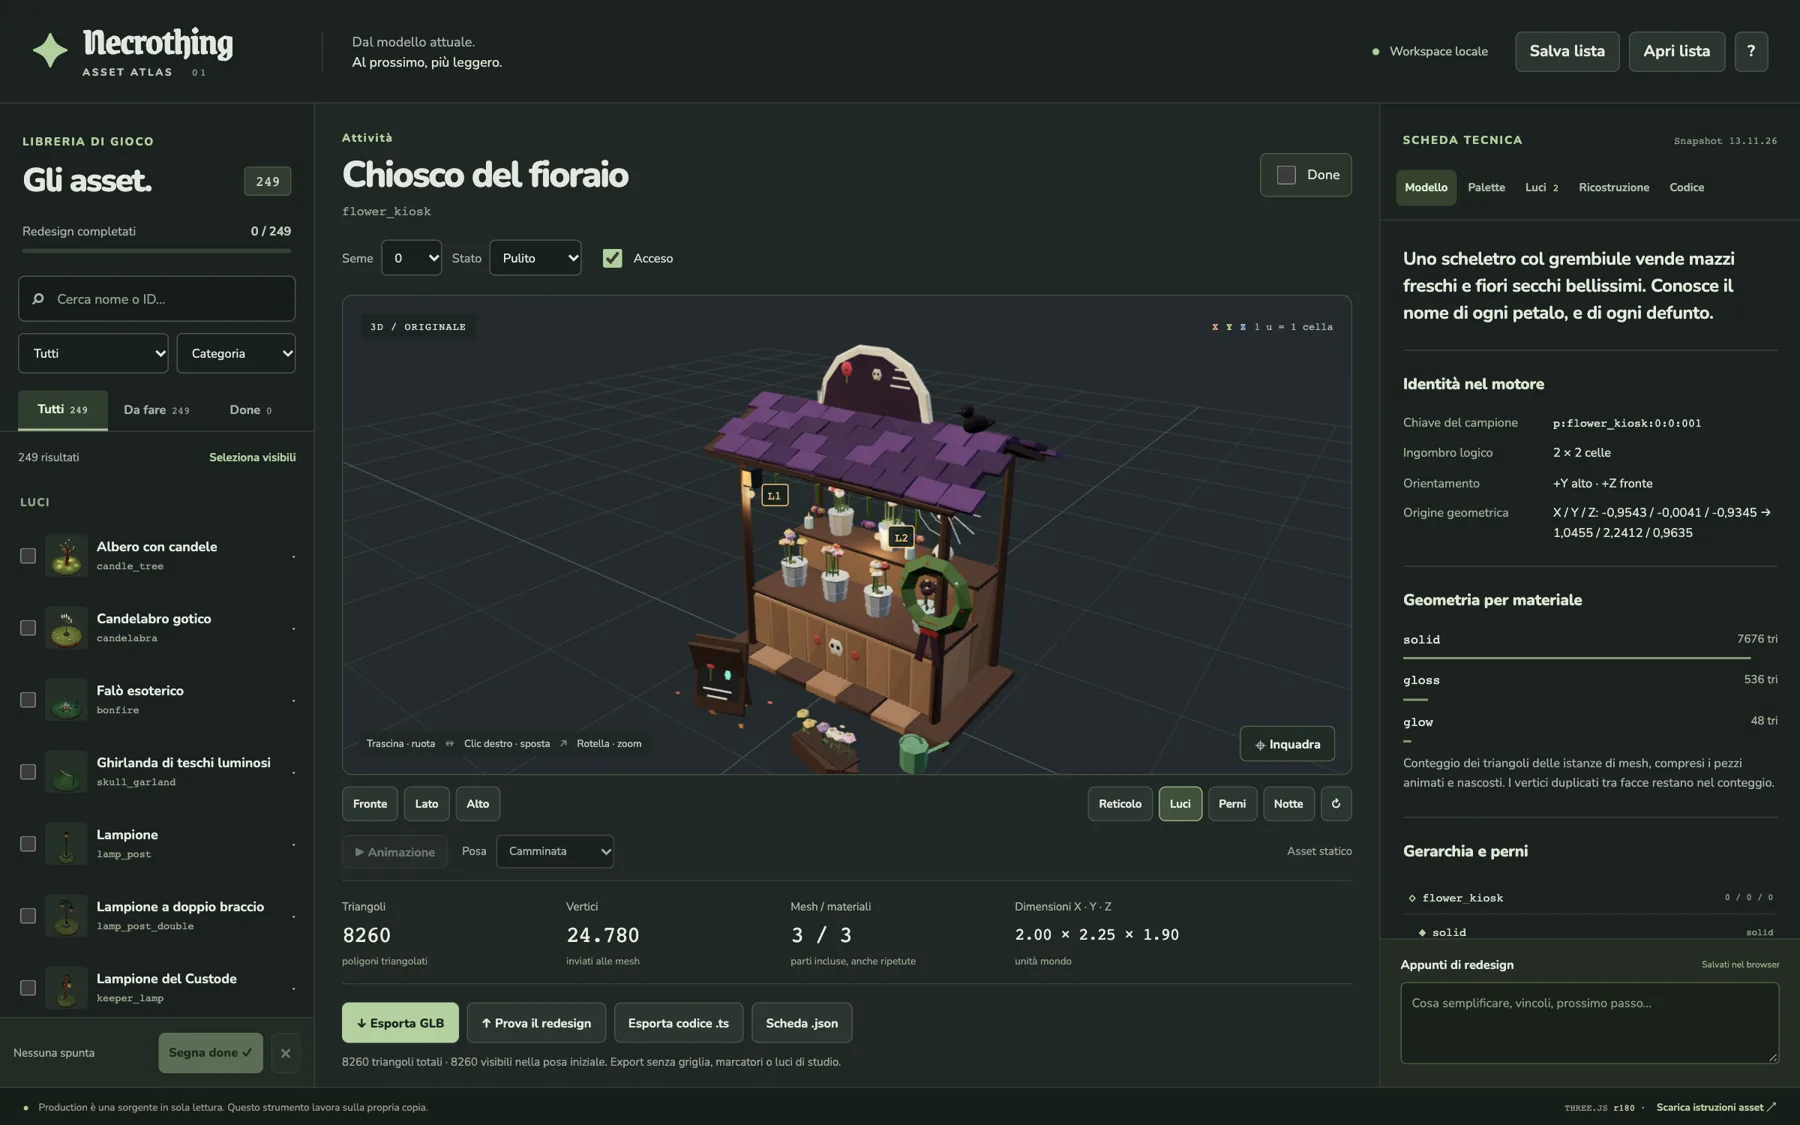 Necrothing
ASSET ATLAS 01
Dal modello attuale.
Al prossimo, più leggero.
Workspace locale
Salva lista
Apri lista
?
LIBRERIA DI GIOCO
Gli asset.
249
Redesign completati
0 / 249
Cerca nome o ID...
Tutti
Categoria
Tutti 249
Da fare 249
Done 0
249 risultati
Seleziona visibili
LUCI
Albero con candele
candle_tree
Candelabro gotico
candelabra
Falò esoterico
bonfire
Ghirlanda di teschi luminosi
skull_garland
Lampione
lamp_post
Lampione a doppio braccio
lamp_post_double
Lampione del Custode
keeper_lamp
Nessuna spunta
Segna done ✓
✕
Attività
Chiosco del fioraio
flower_kiosk
Done
Seme
0
Stato
Pulito
Acceso
3D / ORIGINALE
X Y Z 1 u = 1 cella
L1
L2
Trascina · ruota ↔ Clic destro · sposta ↗ Rotella · zoom
Inquadra
Fronte
Lato
Alto
Reticolo
Luci
Perni
Notte
↻
▶ Animazione
Posa
Camminata
Asset statico
Triangoli
8260
poligoni triangolati
Vertici
24.780
inviati alle mesh
Mesh / materiali
3 / 3
parti incluse, anche ripetute
Dimensioni X · Y · Z
2.00 × 2.25 × 1.90
unità mondo
↓ Esporta GLB
↑ Prova il redesign
Esporta codice .ts
Scheda .json
8260 triangoli totali · 8260 visibili nella posa iniziale. Export senza griglia, marcatori o luci di studio.
SCHEDA TECNICA
Snapshot 13.11.26
Modello
Palette
Luci 2
Ricostruzione
Codice
Uno scheletro col grembiule vende mazzi
freschi e fiori secchi bellissimi. Conosce il
nome di ogni petalo, e di ogni defunto.
Identità nel motore
Chiave del campione
p:flower_kiosk:0:0:001
Ingombro logico
2 × 2 celle
Orientamento
+Y alto · +Z fronte
Origine geometrica
X / Y / Z: -0,9543 / -0,0041 / -0,9345 →
1,0455 / 2,2412 / 0,9635
Geometria per materiale
solid
7676 tri
gloss
536 tri
glow
48 tri
Conteggio dei triangoli delle istanze di mesh, compresi i pezzi
animati e nascosti. I vertici duplicati tra facce restano nel conteggio.
Gerarchia e perni
◇ flower_kiosk
0 / 0 / 0
◆ solid
solid
Appunti di redesign
Salvati nel browser
Cosa semplificare, vincoli, prossimo passo...
Production è una sorgente in sola lettura. Questo strumento lavora sulla propria copia.
THREE.JS r180 ·
Scarica istruzioni asset ↗